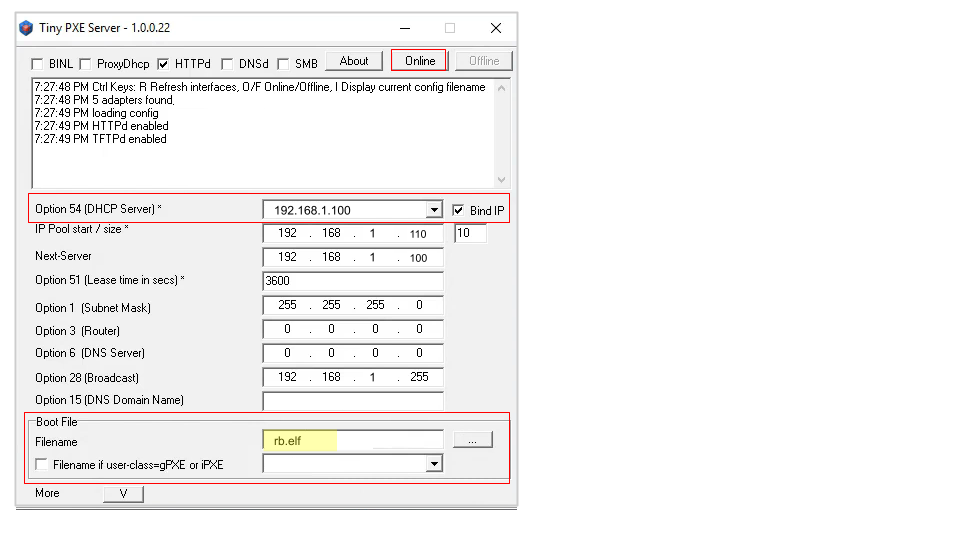 Tiny PXE Server - 1.0.0.22
BINL ProxyDhcp HTTPd DNSd SMB About Online Offline
7:27:48 PM Ctrl Keys: R Refresh interfaces, O/F Online/Offline, I Display current config filename
7:27:48 PM 5 adapters found.
7:27:49 PM loading config
7:27:49 PM HTTPd enabled
7:27:49 PM TFTPd enabled
Option 54 (DHCP Server) * 192.168.1.100 Bind IP
IP Pool start / size * 192 . 168 . 1 . 110 10
Next-Server 192 . 168 . 1 . 100
Option 51 (Lease time in secs) * 3600
Option 1 (Subnet Mask) 255 . 255 . 255 . 0
Option 3 (Router) 0 . 0 . 0 . 0
Option 6 (DNS Server) 0 . 0 . 0 . 0
Option 28 (Broadcast) 192 . 168 . 1 . 255
Option 15 (DNS Domain Name)
Boot File
Filename rb.elf ...
Filename if user-class=gPXE or iPXE
More V